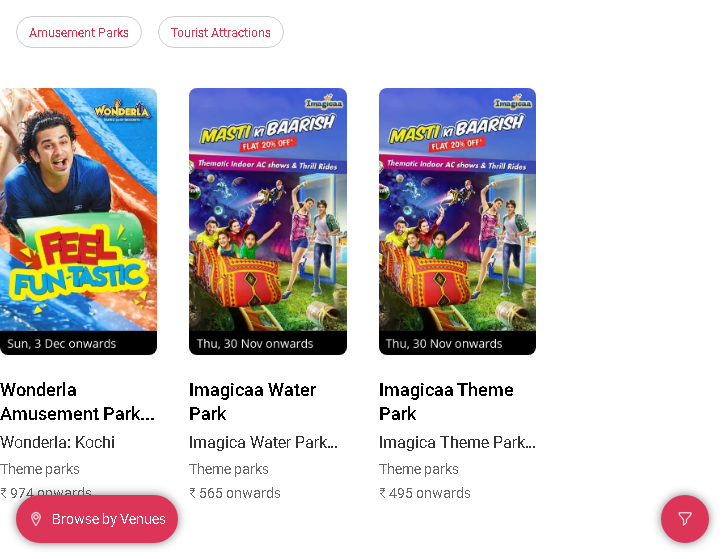 Amusement Parks
Tourist Attractions
WONDERLA
FEEL
FUN-TASTIC
Sun, 3 Dec onwards
Imagicaa
MASTI KI BAARISH
FLAT 20% OFF*
Thematic Indoor AC shows & Thrill Rides
Thu, 30 Nov onwards
Imagicaa
MASTI KI BAARISH
FLAT 20% OFF*
Thematic Indoor AC shows & Thrill Rides
Thu, 30 Nov onwards
Wonderla
Amusement Park...
Wonderla: Kochi
Theme parks
₹ 974 onwards
Imagicaa Water
Park
Imagica Water Park...
Theme parks
₹ 565 onwards
Imagicaa Theme
Park
Imagica Theme Park...
Theme parks
₹ 495 onwards
Browse by Venues